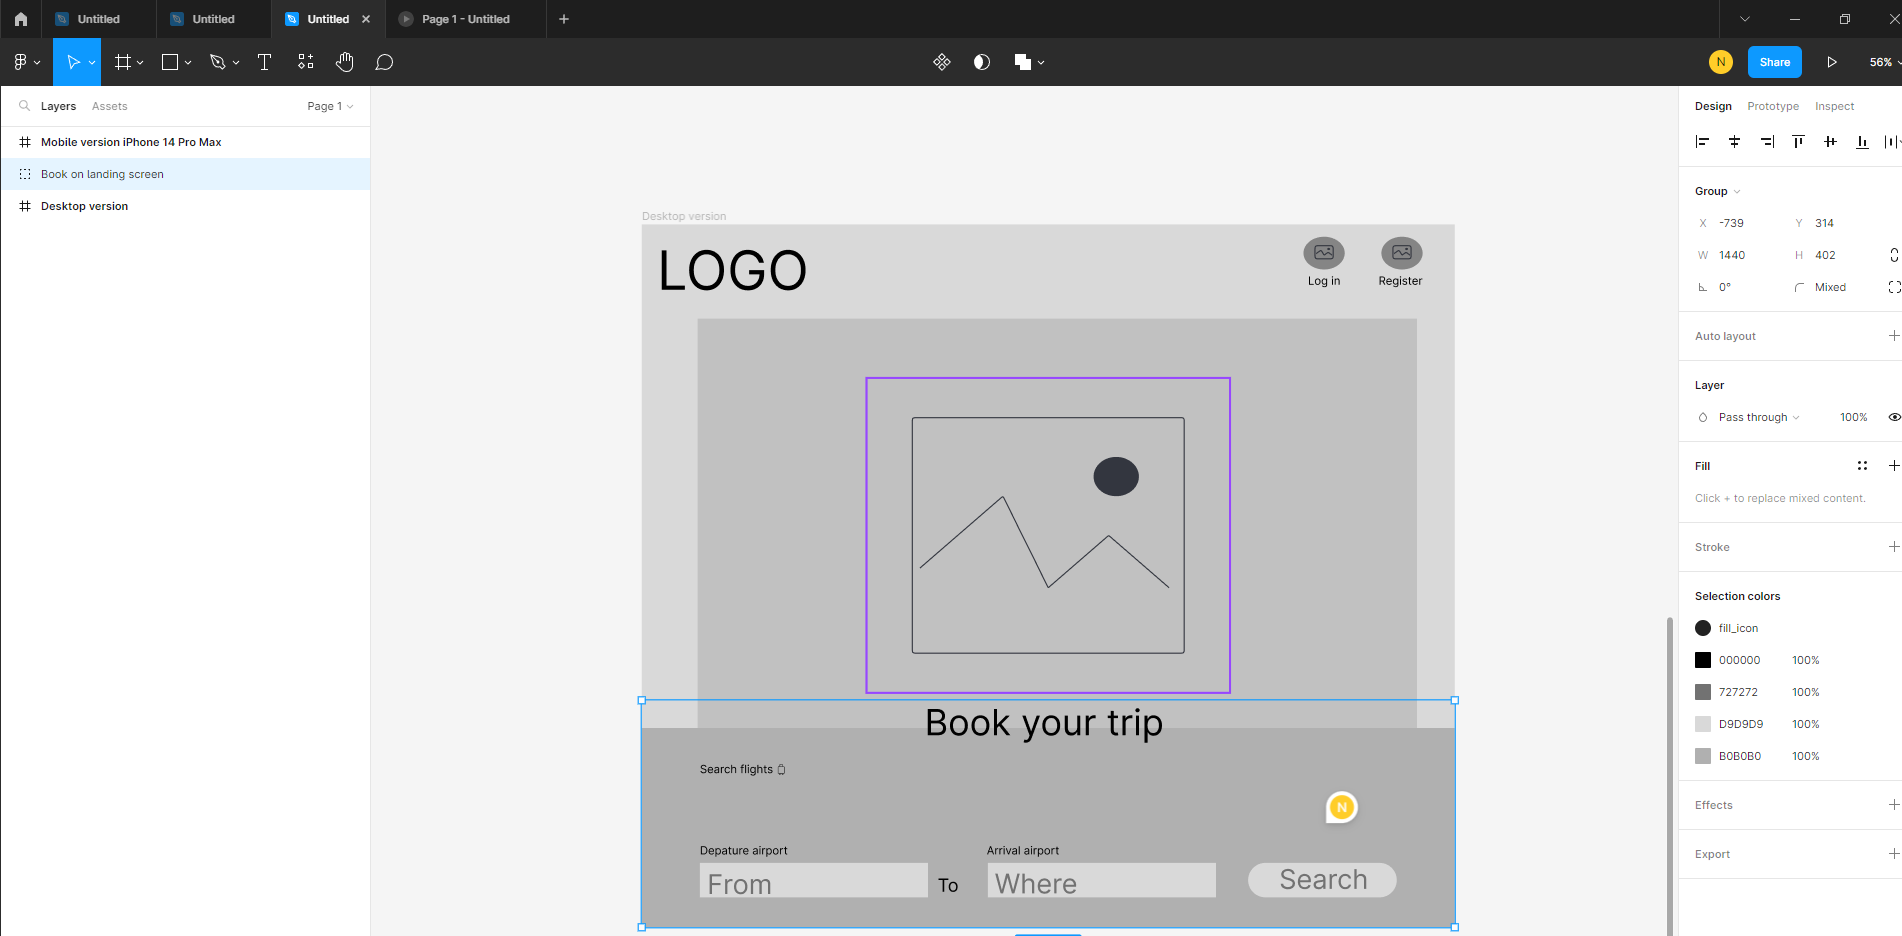 Untitled
Untitled
Untitled
Page 1 - Untitled
N
Share
56%
Layers
Assets
Page 1
Mobile version iPhone 14 Pro Max
Book on landing screen
Desktop version
Desktop version
LOGO
Log in
Register
Book your trip
Search flights
N
Depature airport
From
To
Arrival airport
Where
Search
Design
Prototype
Inspect
Group
X -739
Y 314
W 1440
H 402
0°
Mixed
Auto layout
Layer
Pass through
100%
Fill
Click + to replace mixed content.
Stroke
Selection colors
fill_icon
000000 100%
727272 100%
D9D9D9 100%
B0B0B0 100%
Effects
Export